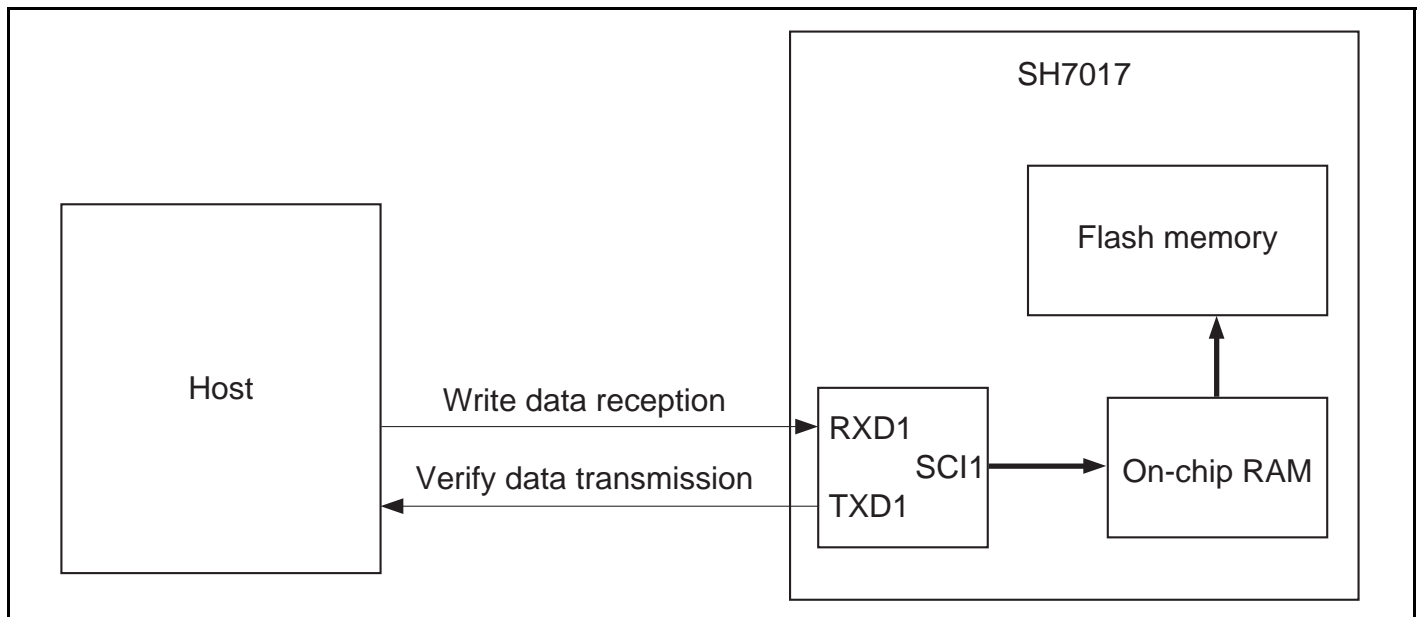 SH7017
Flash memory
Host
Write data reception
RXD1
SCI1
On-chip RAM
Verify data transmission
TXD1